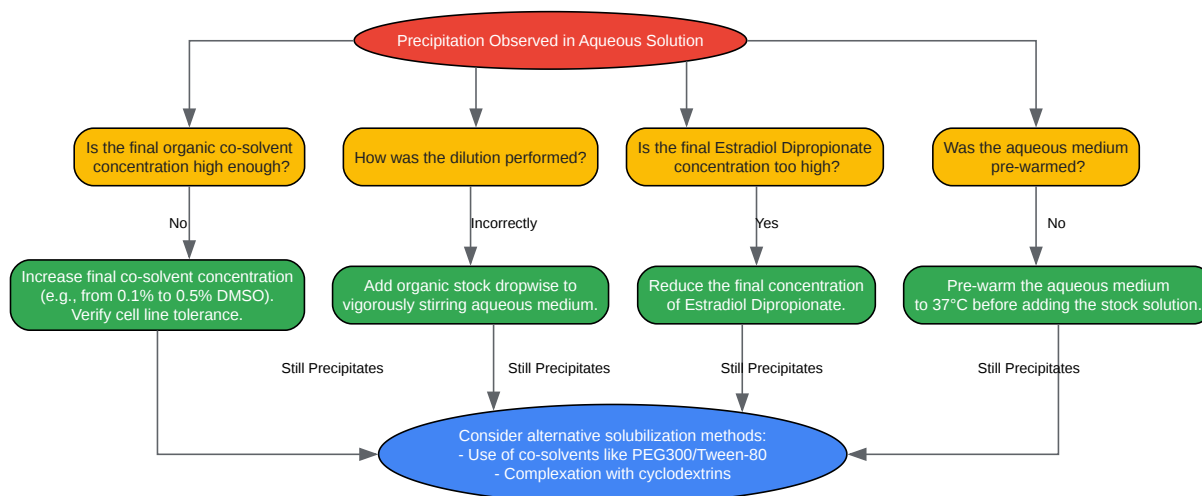 Precipitation Observed in Aqueous Solution
Is the final organic co-solvent
concentration high enough?
How was the dilution performed?
Is the final Estradiol Dipropionate
concentration too high?
Was the aqueous medium
pre-warmed?
No
Incorrectly
Yes
No
Increase final co-solvent concentration
(e.g., from 0.1% to 0.5% DMSO).
Verify cell line tolerance.
Add organic stock dropwise to
vigorously stirring aqueous medium.
Reduce the final concentration
of Estradiol Dipropionate.
Pre-warm the aqueous medium
to 37°C before adding the stock solution.
Still Precipitates
Still Precipitates
Still Precipitates
Still Precipitates
Consider alternative solubilization methods:
- Use of co-solvents like PEG300/Tween-80
- Complexation with cyclodextrins